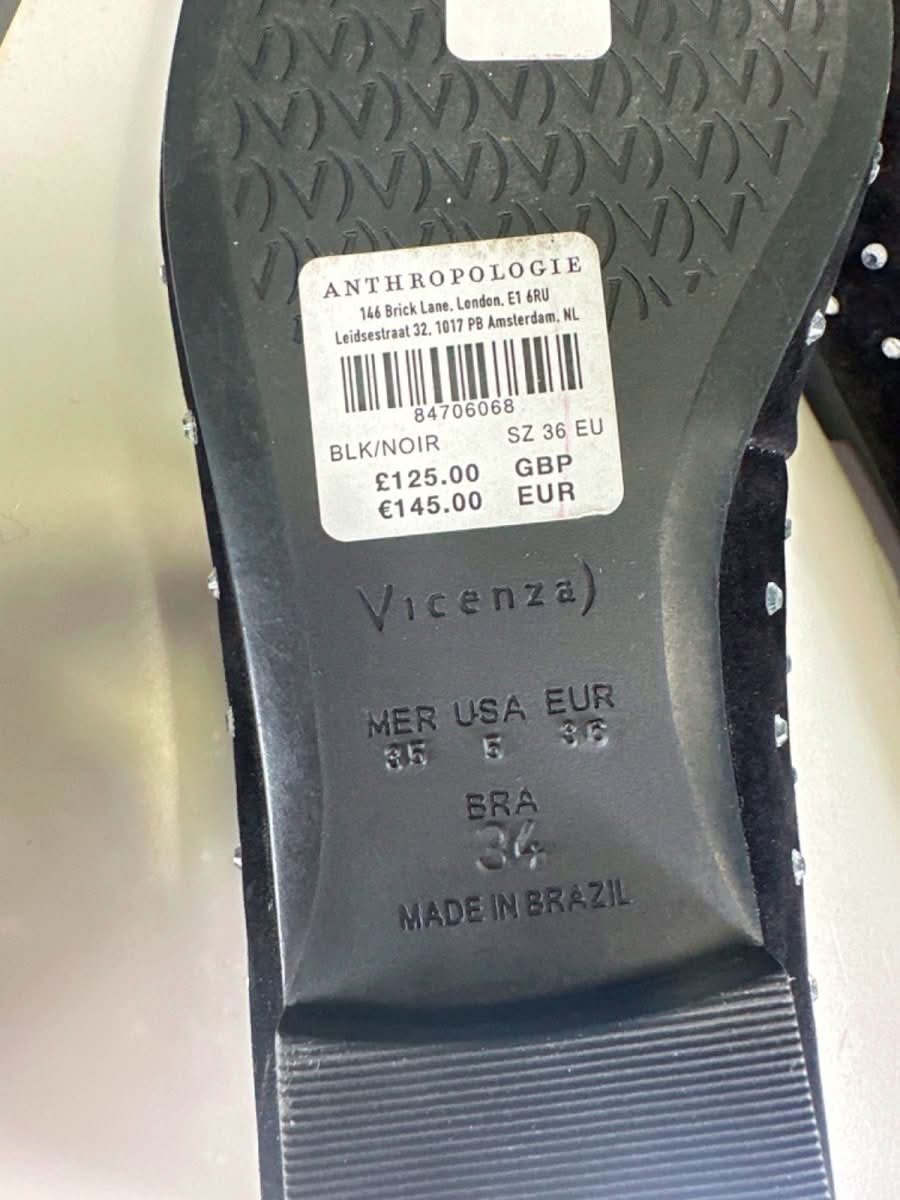 ANTHROPOLOGIE
146 Brick Lane, London, E1 6RU
Leidsestraat 32, 1017 PB Amsterdam, NL
84706068
BLK/NOIR SZ 36 EU
£125.00 GBP
€145.00 EUR
Vicenza)
MER USA EUR
35 5 36
BRA
34
MADE IN BRAZIL